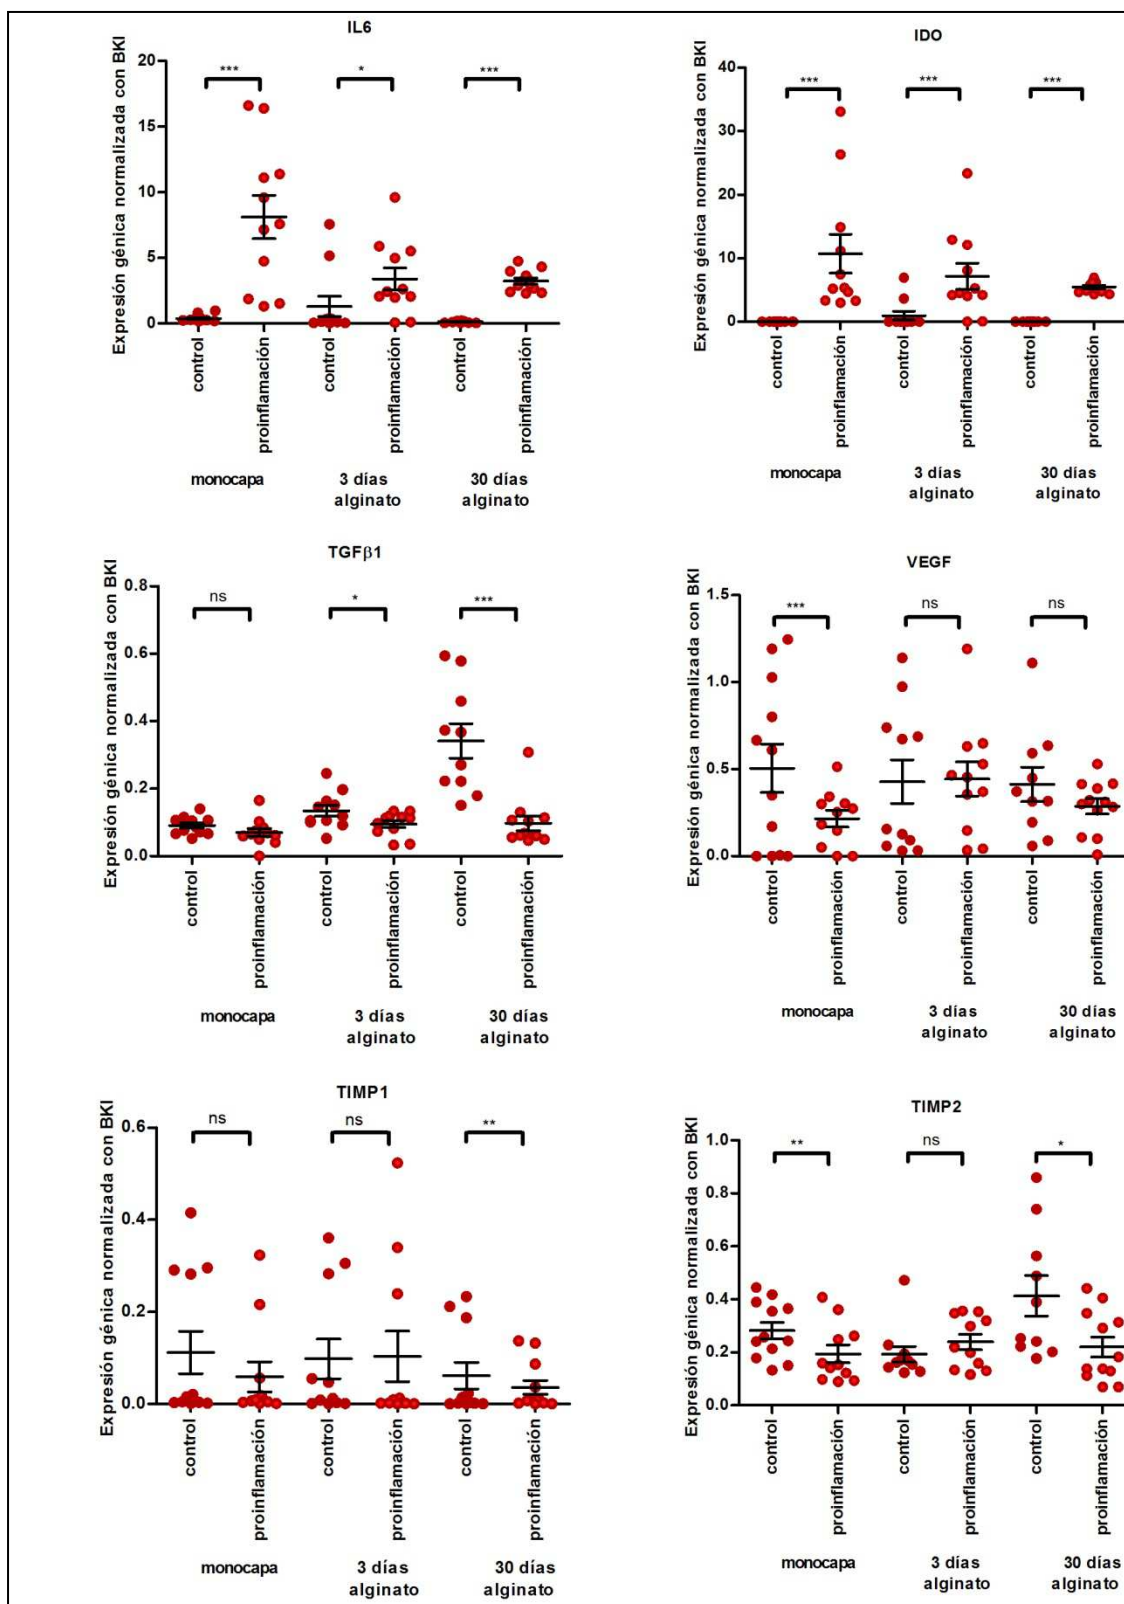 IL6
Expresión génica normalizada con BKI
20
15
10
5
0
***
*
***
control
proinflamación
control
proinflamación
control
proinflamación
monocapa
3 días
alginato
30 días
alginato
IDO
Expresión génica normalizada con BKI
40
30
20
10
0
***
***
***
control
proinflamación
control
proinflamación
control
proinflamación
monocapa
3 días
alginato
30 días
alginato
TGFβ1
Expresión génica normalizada con BKI
0.8
0.6
0.4
0.2
0.0
ns
*
***
control
proinflamación
control
proinflamación
control
proinflamación
monocapa
3 días
alginato
30 días
alginato
VEGF
Expresión génica normalizada con BKI
1.5
1.0
0.5
0.0
***
ns
ns
control
proinflamación
control
proinflamación
control
proinflamación
monocapa
3 días
alginato
30 días
alginato
TIMP1
Expresión génica normalizada con BKI
0.6
0.4
0.2
0.0
ns
ns
**
control
proinflamación
control
proinflamación
control
proinflamación
monocapa
3 días
alginato
30 días
alginato
TIMP2
Expresión génica normalizada con BKI
1.0
0.8
0.6
0.4
0.2
0.0
**
ns
*
control
proinflamación
control
proinflamación
control
proinflamación
monocapa
3 días
alginato
30 días
alginato